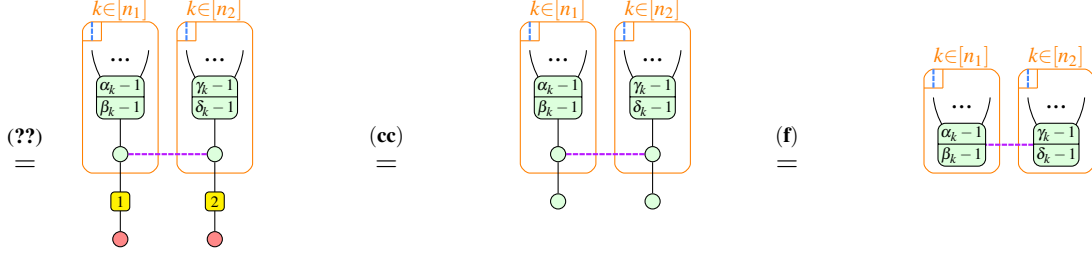 k∈[n₁] k∈[n₂] k∈[n₁] k∈[n₂]
k∈[n₁] k∈[n₂]
... ... ... ...
αₖ − 1 γₖ − 1 αₖ − 1 γₖ − 1
... ...
βₖ − 1 δₖ − 1 βₖ − 1 δₖ − 1
(??) (cc) (f) αₖ − 1 γₖ − 1
= = = βₖ − 1 δₖ − 1
1 2